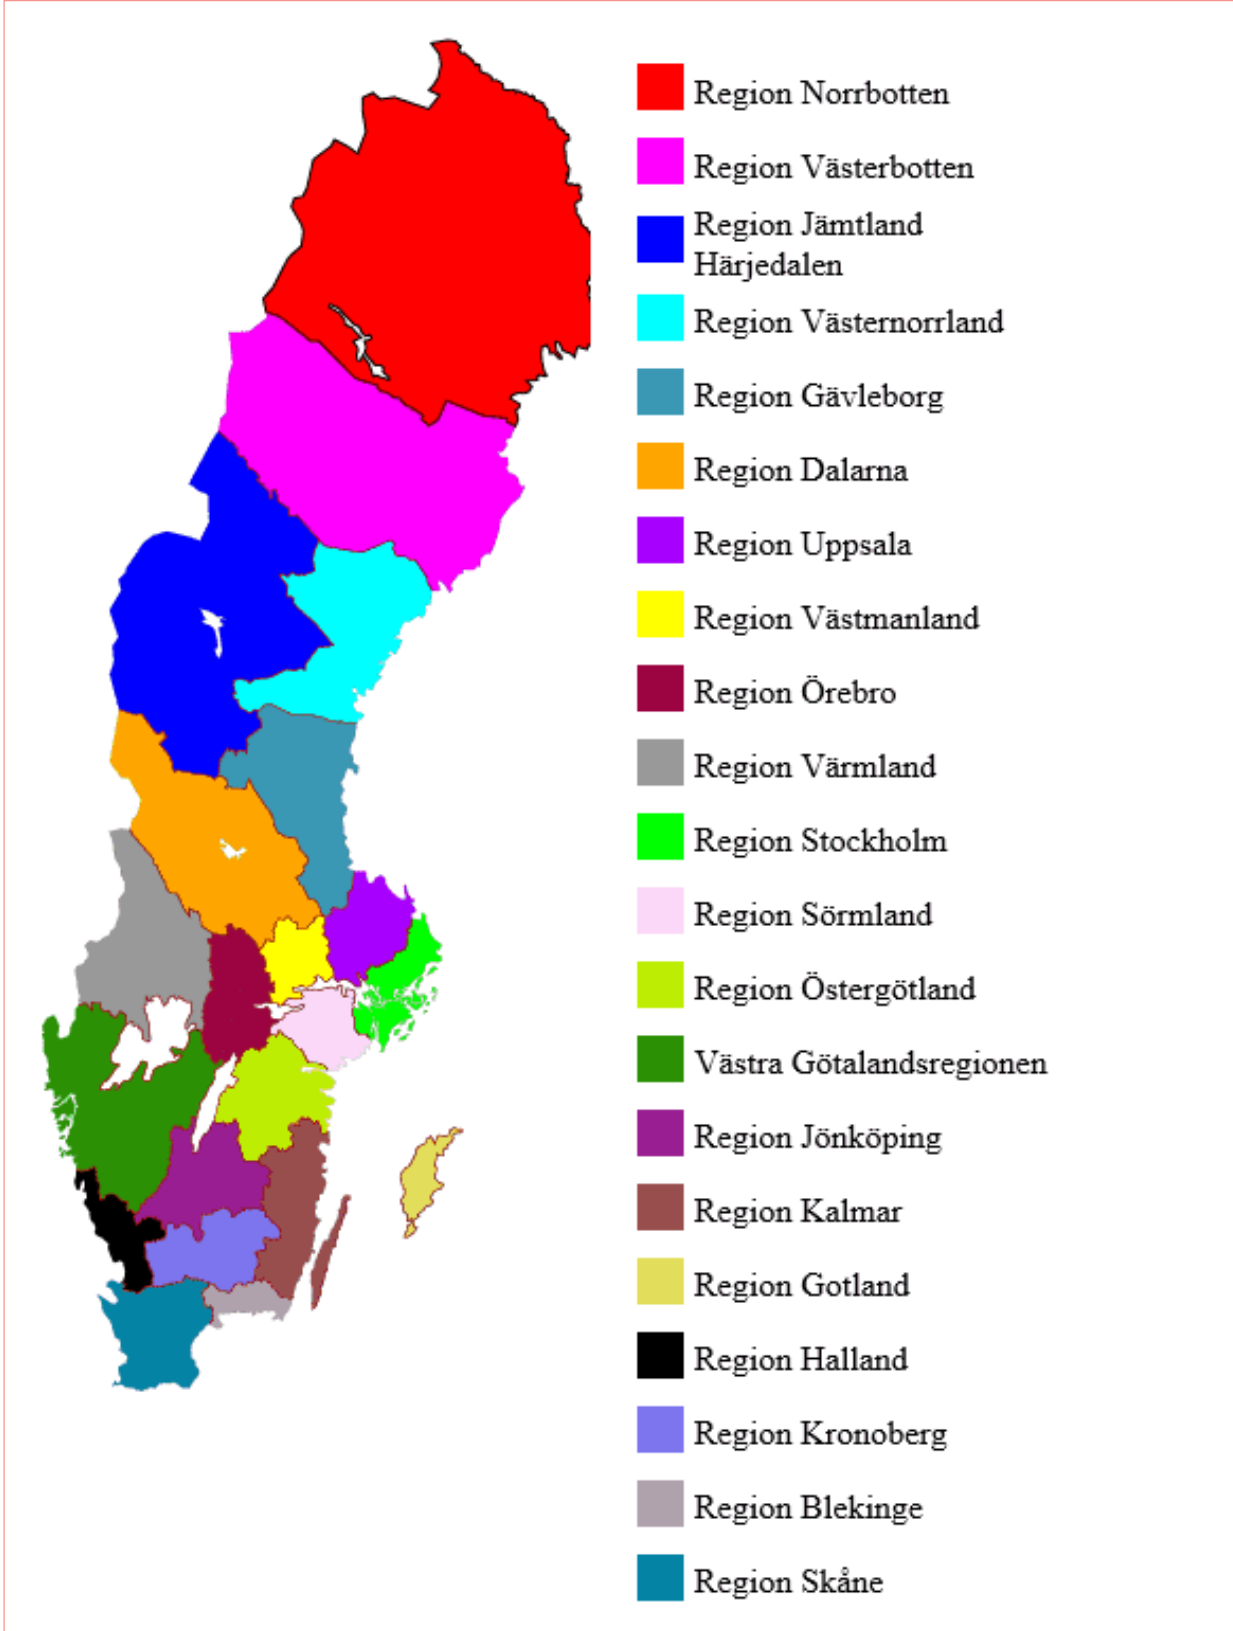 Region Norrbotten
Region Västerbotten
Region Jämtland
Härjedalen
Region Västernorrland
Region Gävleborg
Region Dalarna
Region Uppsala
Region Västmanland
Region Örebro
Region Värmland
Region Stockholm
Region Sörmland
Region Östergötland
Västra Götalandsregionen
Region Jönköping
Region Kalmar
Region Gotland
Region Halland
Region Kronoberg
Region Blekinge
Region Skåne